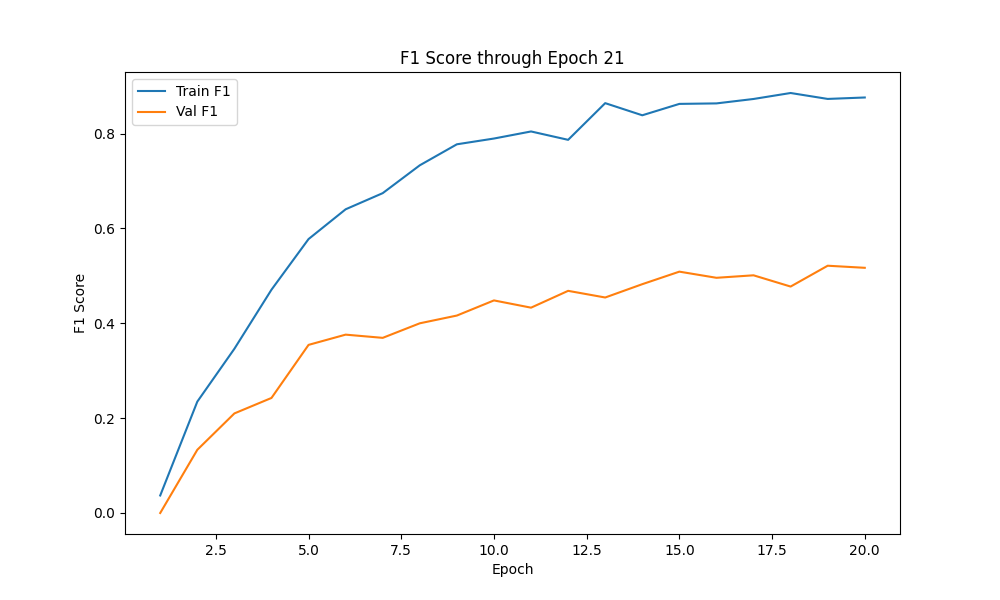 F1 Score through Epoch 21
Train F1
Val F1
0.8
0.6
0.4
0.2
0.0
F1 Score
2.5 5.0 7.5 10.0 12.5 15.0 17.5 20.0
Epoch